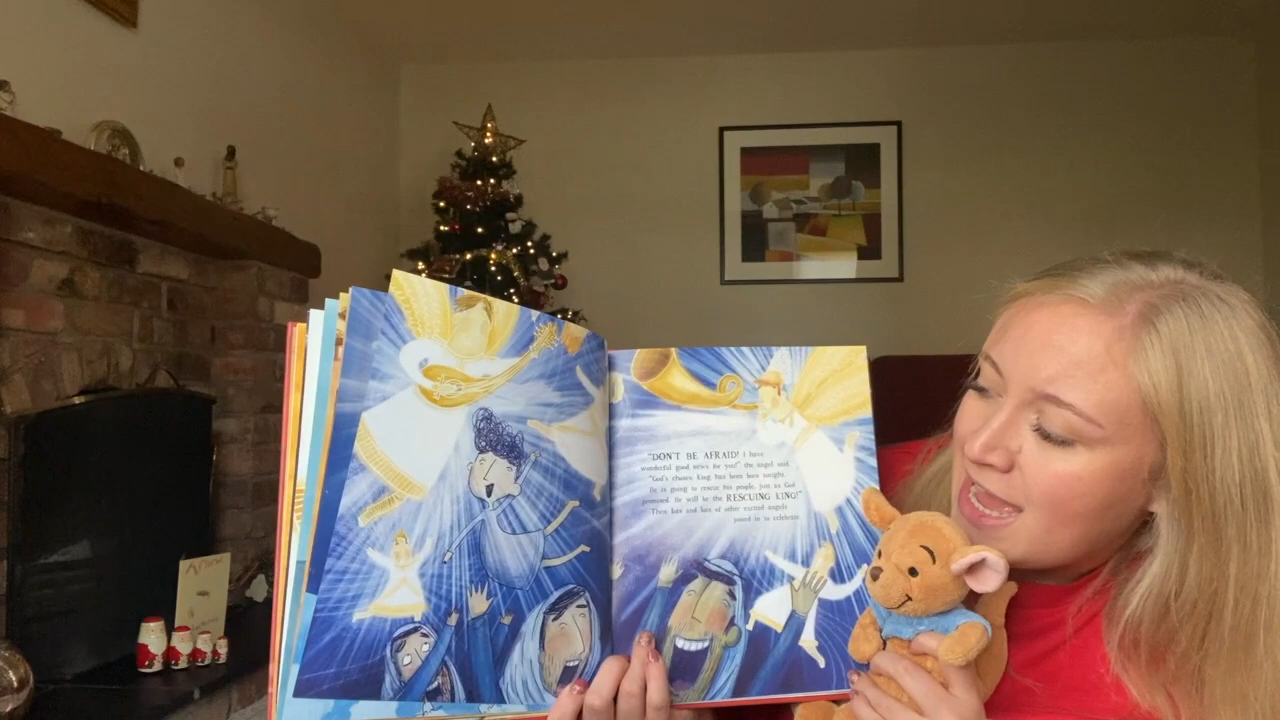 "DON'T BE AFRAID! I have
wonderful good news for you!" the angel said.
"God's chosen King has been born tonight.
He is going to rescue his people, just as God
promised. He will be the RESCUING KING!"
Then lots and lots of other excited angels
joined in to celebrate.